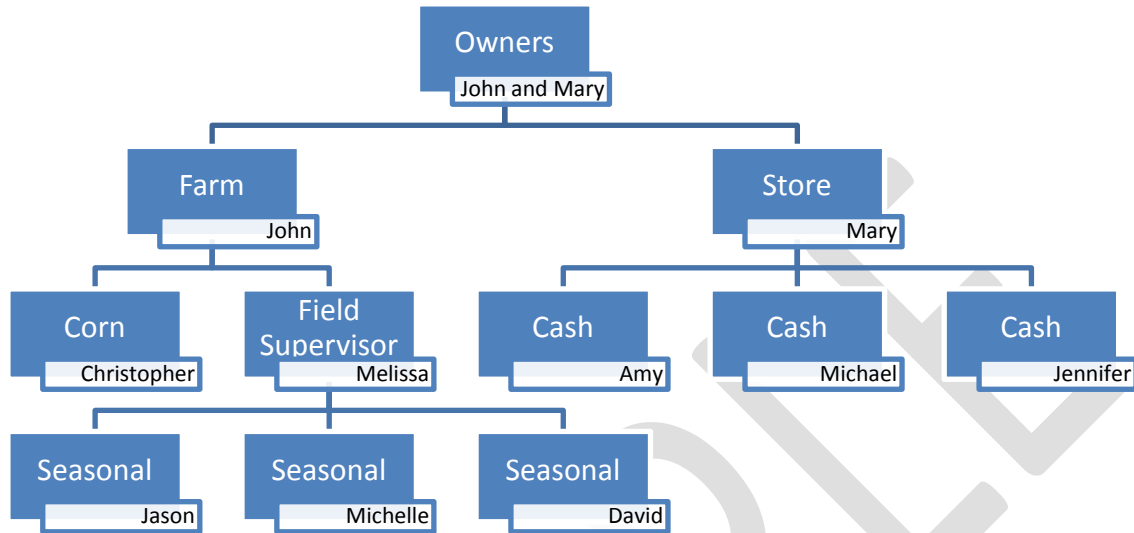 Owners
John and Mary
Farm
John
Store
Mary
Corn
Christopher
Field
Supervisor
Melissa
Cash
Amy
Cash
Michael
Cash
Jennifer
Seasonal
Jason
Seasonal
Michelle
Seasonal
David